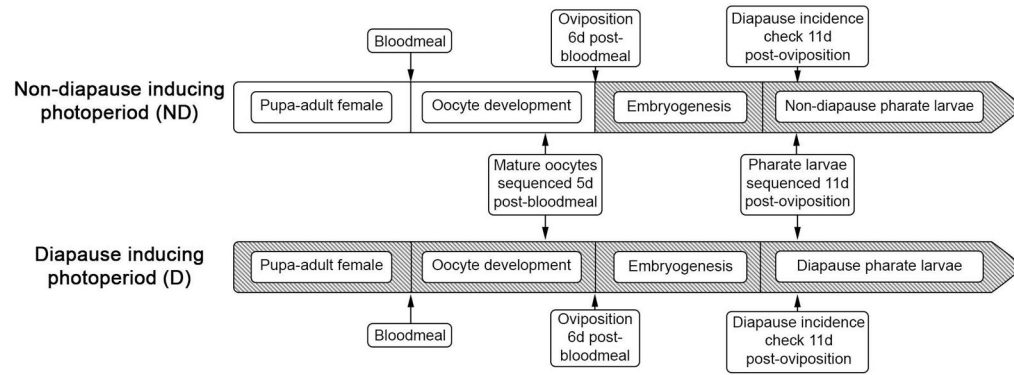 Oviposition
6d post-
bloodmeal
Diapause incidence
check 11d
post-oviposition
Bloodmeal
Non-diapause inducing
photoperiod (ND)
Pupa-adult female
Oocyte development
Embryogenesis
Non-diapause pharate larvae
Mature oocytes
sequenced 5d
post-bloodmeal
Pharate larvae
sequenced 11d
post-oviposition
Diapause inducing
photoperiod (D)
Pupa-adult female
Oocyte development
Embryogenesis
Diapause pharate larvae
Bloodmeal
Oviposition
6d post-
bloodmeal
Diapause incidence
check 11d
post-oviposition